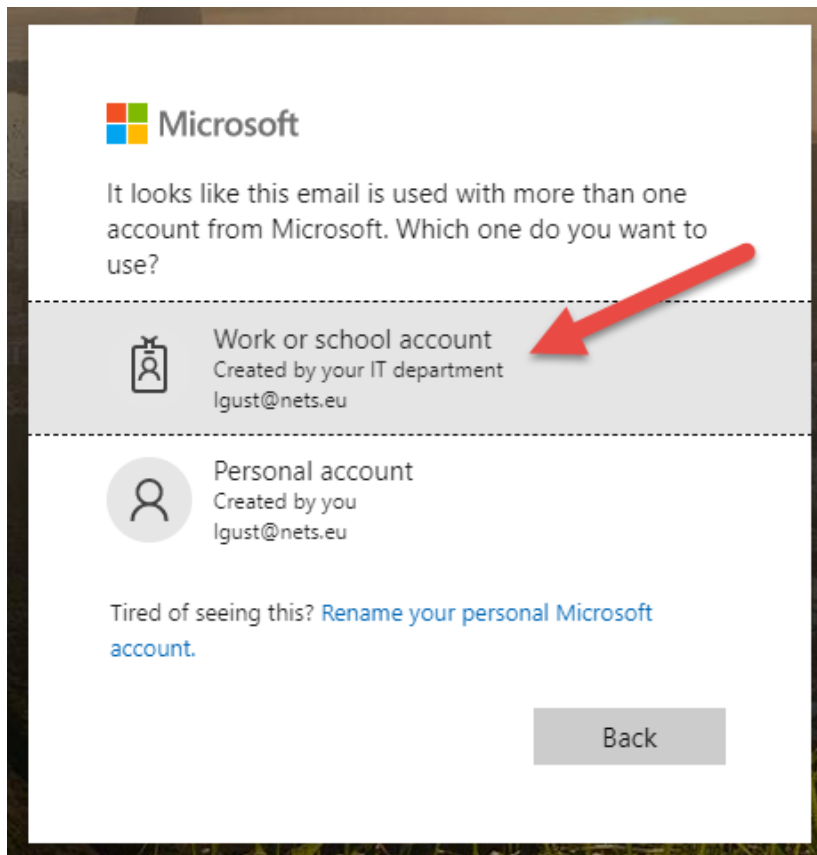 Microsoft
It looks like this email is used with more than one
account from Microsoft. Which one do you want to
use?
Work or school account
Created by your IT department
lgust@nets.eu
Personal account
Created by you
lgust@nets.eu
Tired of seeing this? Rename your personal Microsoft
account.
Back